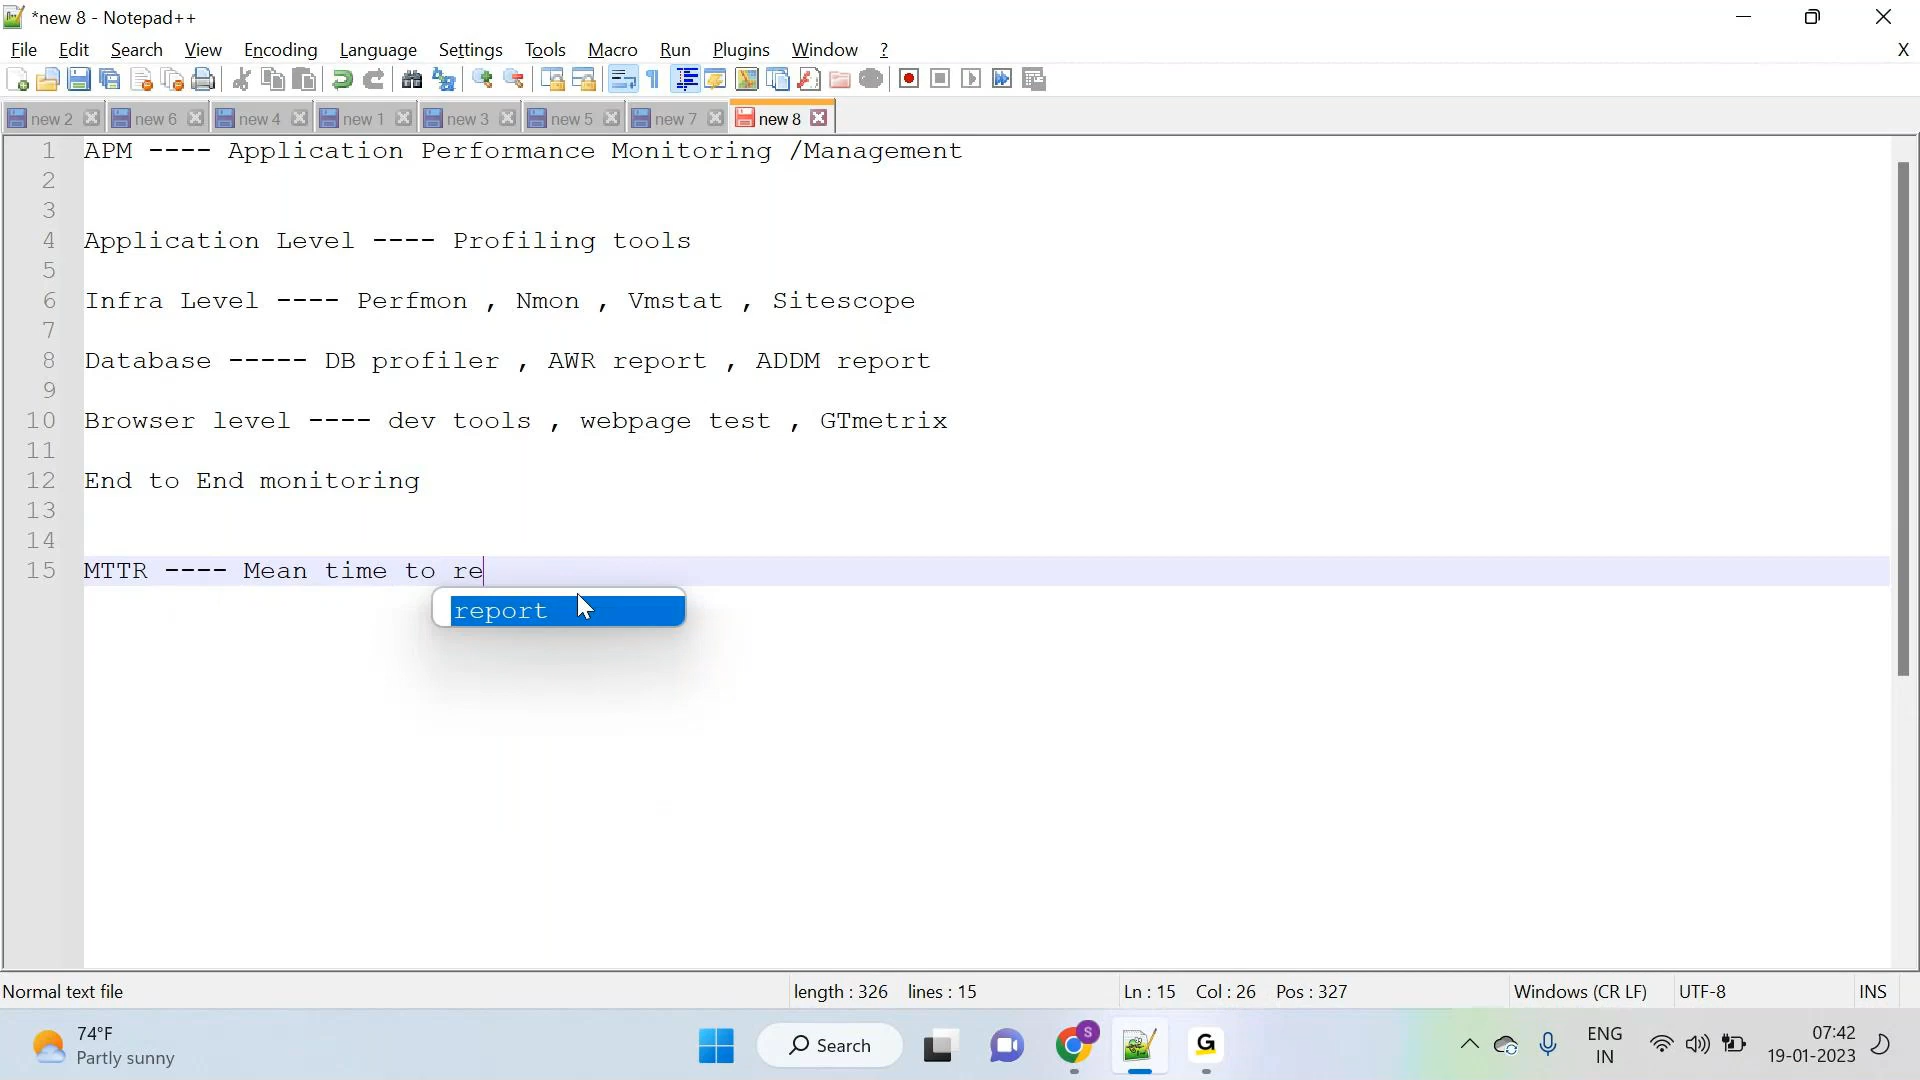 *new 8 - Notepad++
File Edit Search View Encoding Language Settings Tools Macro Run Plugins Window ? X
new 2 new 6 new 4 new 1 new 3 new 5 new 7 new 8
1 APM ---- Application Performance Monitoring /Management
2
3
4 Application Level ---- Profiling tools
5
6 Infra Level ---- Perfmon , Nmon , Vmstat , Sitescope
7
8 Database ----- DB profiler , AWR report , ADDM report
9
10 Browser level ---- dev tools , webpage test , GTmetrix
11
12 End to End monitoring
13
14
15 MTTR ---- Mean time to re
report
Normal text file length : 326 lines : 15 Ln : 15 Col : 26 Pos : 327 Windows (CR LF) UTF-8 INS
74°F
Partly sunny
Search
S
G
ENG
IN
07:42
19-01-2023